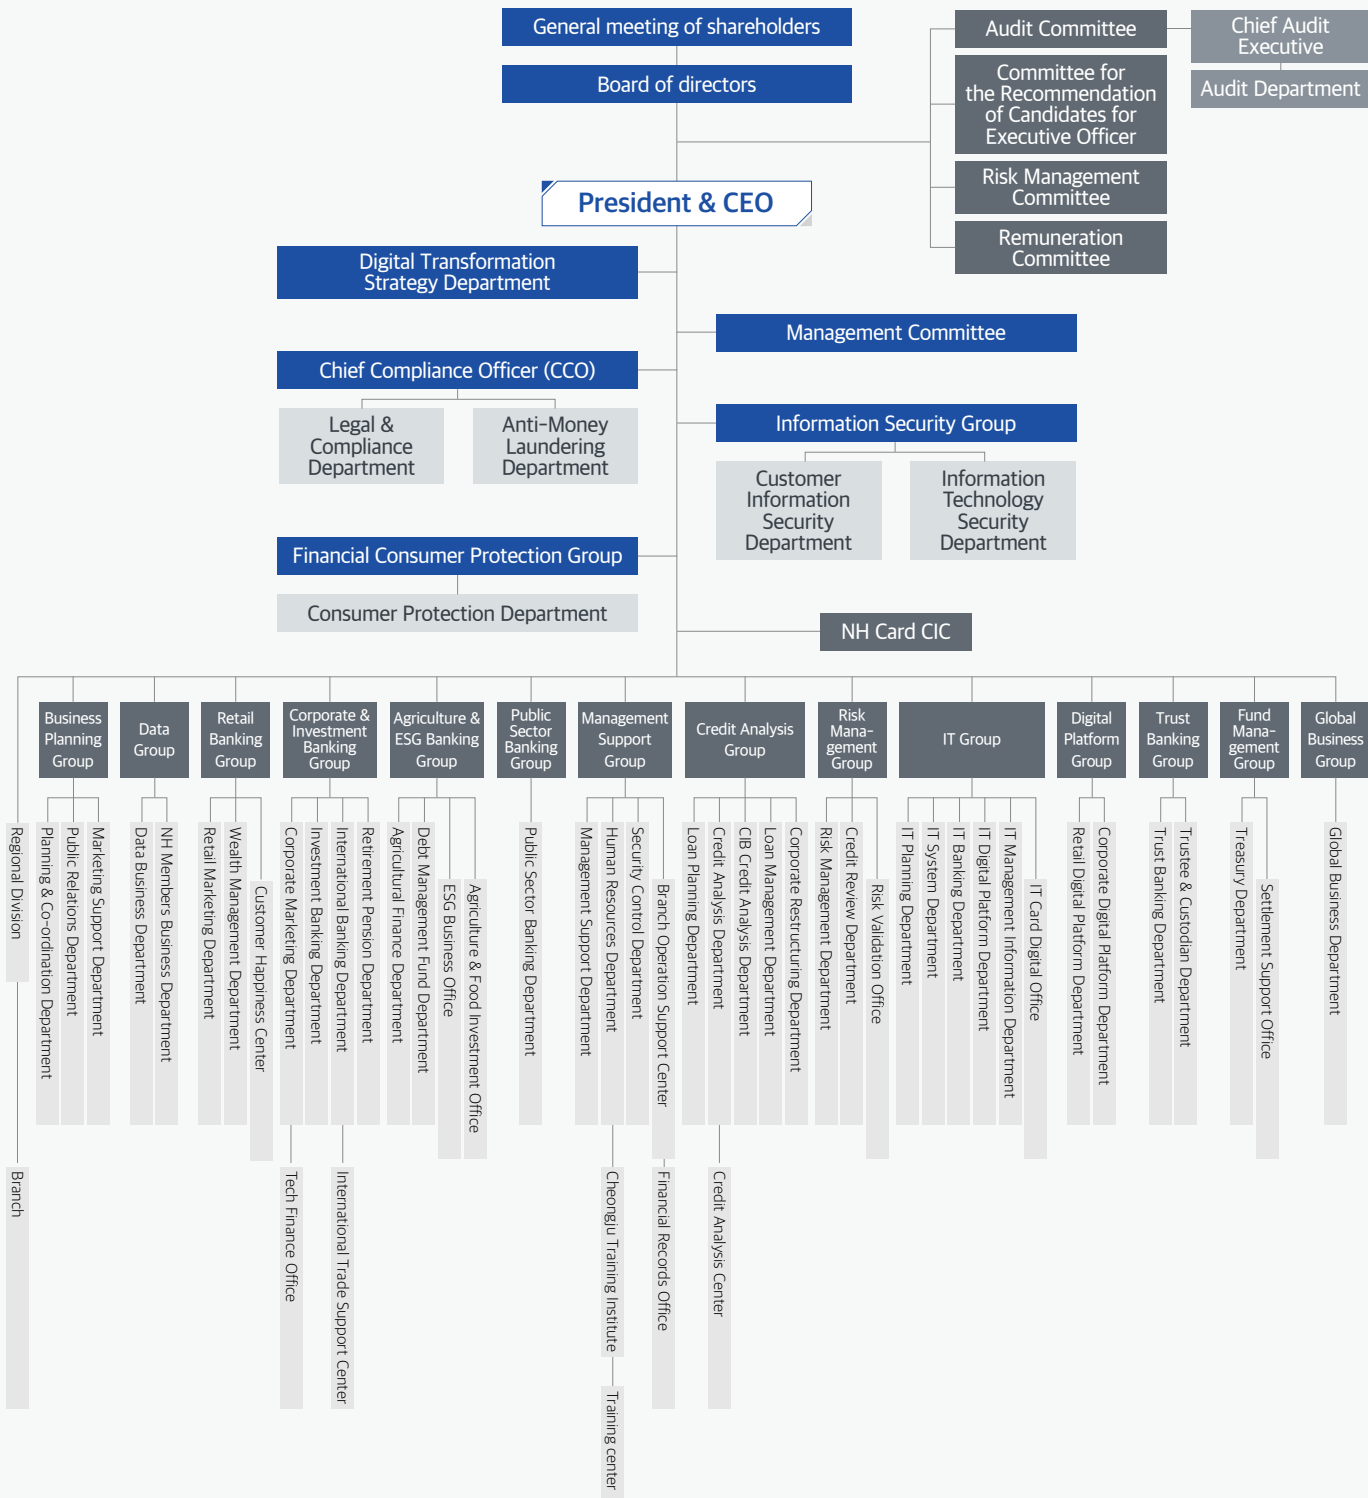 General meeting of shareholders
Board of directors
Audit Committee
Chief Audit
Executive
Audit Department
Committee for
the Recommendation
of Candidates for
Executive Officer
Risk Management
Committee
Remuneration
Committee
President & CEO
Digital Transformation
Strategy Department
Management Committee
Chief Compliance Officer (CCO)
Legal &
Compliance
Department
Anti-Money
Laundering
Department
Information Security Group
Customer
Information
Security
Department
Information
Technology
Security
Department
Financial Consumer Protection Group
Consumer Protection Department
NH Card CIC
Regional Division
Branch
Business
Planning
Group
Planning & Co-ordination Department
Public Relations Department
Marketing Support Department
Data
Group
Data Business Department
NH Members Business Department
Retail
Banking
Group
Retail Marketing Department
Wealth Management Department
Customer Happiness Center
Corporate &
Investment
Banking
Group
Corporate Marketing Department
Investment Banking Department
International Banking Department
Retirement Pension Department
Tech Finance Office
International Trade Support Center
Agriculture &
ESG Banking
Group
Agricultural Finance Department
Debt Management Fund Department
ESG Business Office
Agriculture & Food Investment Office
Public
Sector
Banking
Group
Public Sector Banking Department
Management
Support
Group
Management Support Department
Human Resources Department
Security Control Department
Branch Operation Support Center
Cheongju Training Institute
Training center
Financial Records Office
Credit Analysis
Group
Loan Planning Department
Credit Analysis Department
CIB Credit Analysis Department
Loan Management Department
Corporate Restructuring Department
Credit Analysis Center
Risk
Mana-
gement
Group
Risk Management Department
Credit Review Department
Risk Validation Office
IT Group
IT Planning Department
IT System Department
IT Banking Department
IT Digital Platform Department
IT Management Information Department
IT Card Digital Office
Digital
Platform
Group
Retail Digital Platform Department
Corporate Digital Platform Department
Trust
Banking
Group
Trust Banking Department
Trustee & Custodian Department
Fund
Mana-
gement
Group
Treasury Department
Settlement Support Office
Global
Business
Group
Global Business Department